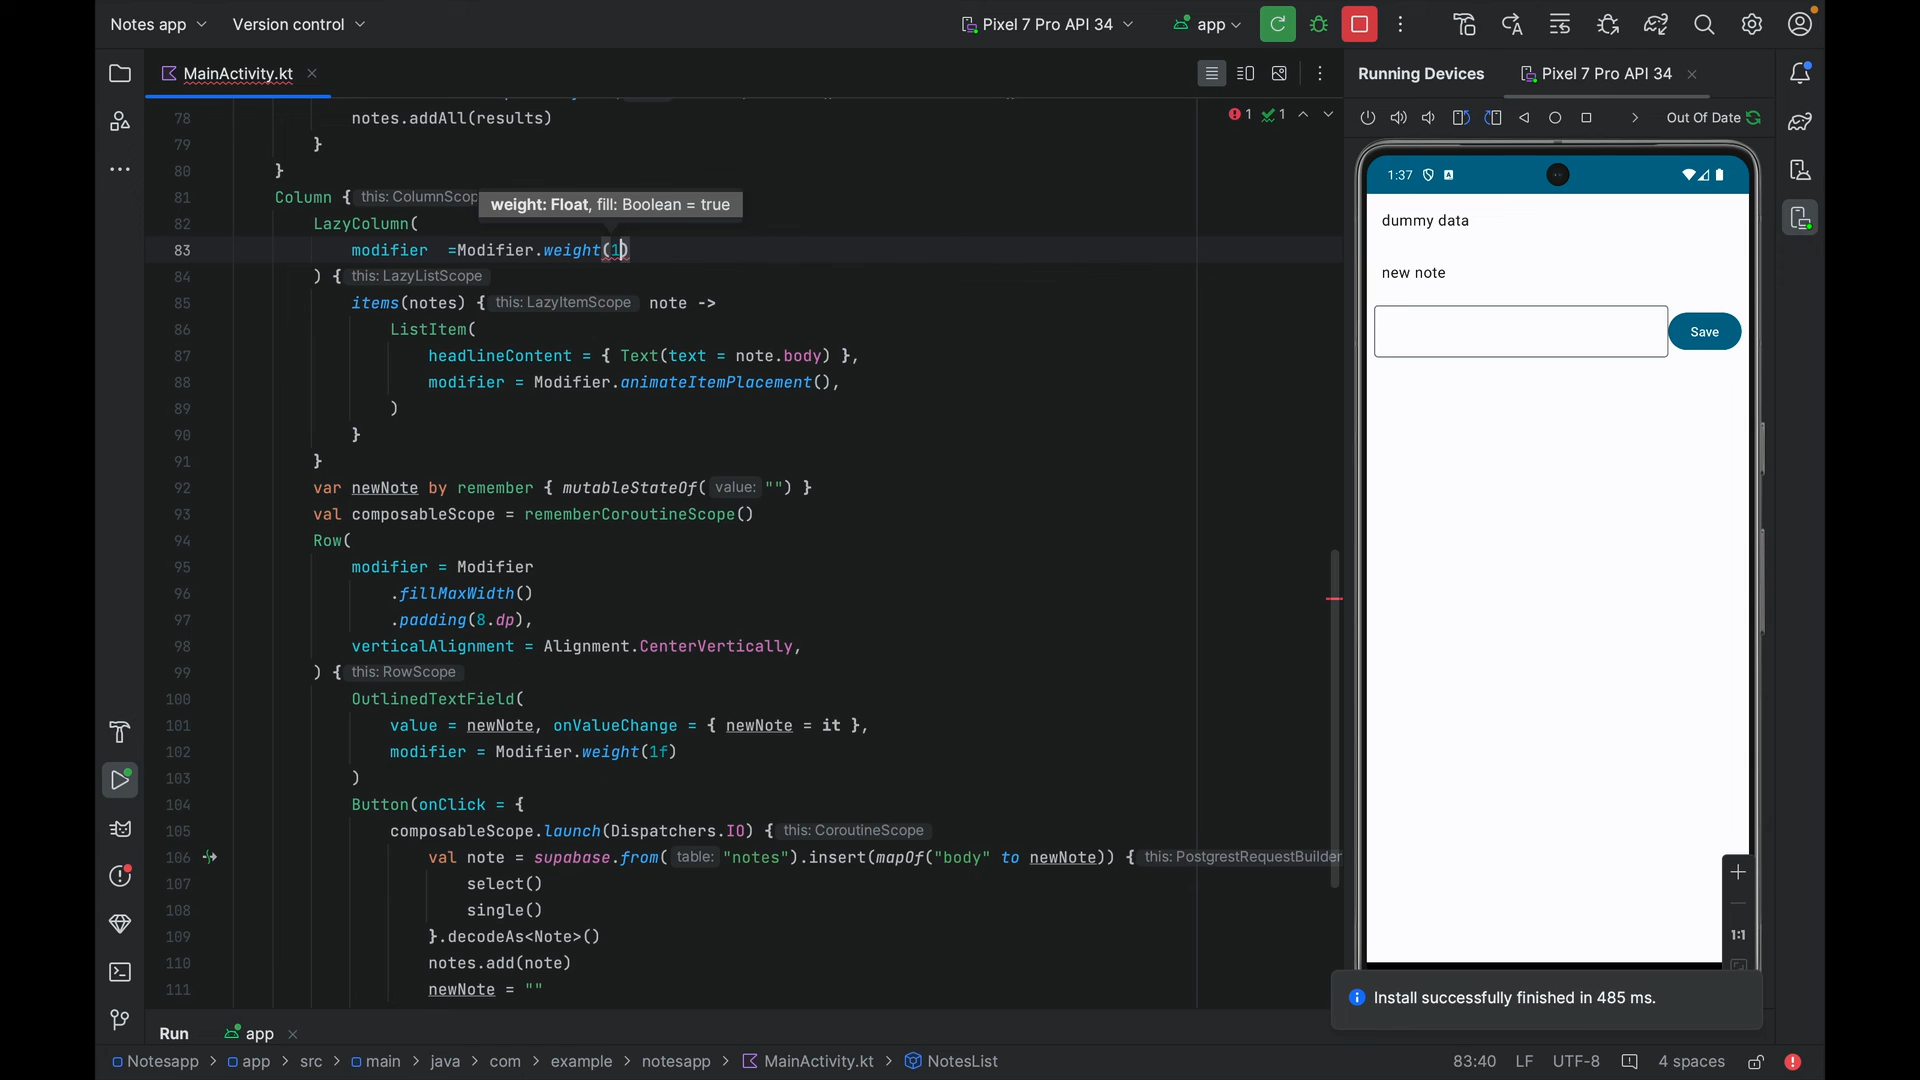 Notes app
Version control
Pixel 7 Pro API 34
app
MainActivity.kt
Running Devices
Pixel 7 Pro API 34
1
1
Out Of Date
78 notes.addAll(results)
79 }
80 }
81 Column { this: ColumnScop
weight: Float, fill: Boolean = true
82 LazyColumn(
83 modifier  =Modifier.weight(1)
84 ) { this: LazyListScope
85 items(notes) { this: LazyItemScope note ->
86 ListItem(
87 headlineContent = { Text(text = note.body) },
88 modifier = Modifier.animateItemPlacement(),
89 )
90 }
91 }
92 var newNote by remember { mutableStateOf( value: "") }
93 val composableScope = rememberCoroutineScope()
94 Row(
95 modifier = Modifier
96 .fillMaxWidth()
97 .padding(8.dp),
98 verticalAlignment = Alignment.CenterVertically,
99 ) { this: RowScope
100 OutlinedTextField(
101 value = newNote, onValueChange = { newNote = it },
102 modifier = Modifier.weight(1f)
103 )
104 Button(onClick = {
105 composableScope.launch(Dispatchers.IO) { this: CoroutineScope
106 val note = supabase.from( table: "notes").insert(mapOf("body" to newNote)) { this: PostgrestRequestBuilder
107 select()
108 single()
109 }.decodeAs<Note>()
110 notes.add(note)
111 newNote = ""
1:37
dummy data
new note
Save
1:1
Install successfully finished in 485 ms.
Run
app
Notesapp > app > src > main > java > com > example > notesapp > MainActivity.kt > NotesList
83:40 LF UTF-8 4 spaces